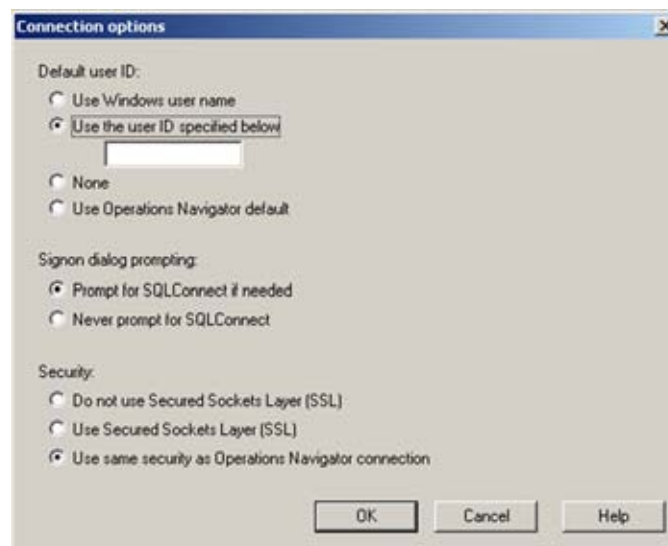 Connection options
Default user ID:
Use Windows user name
Use the user ID specified below
None
Use Operations Navigator default
Signon dialog prompting:
Prompt for SQLConnect if needed
Never prompt for SQLConnect
Security:
Do not use Secured Sockets Layer (SSL)
Use Secured Sockets Layer (SSL)
Use same security as Operations Navigator connection
OK Cancel Help